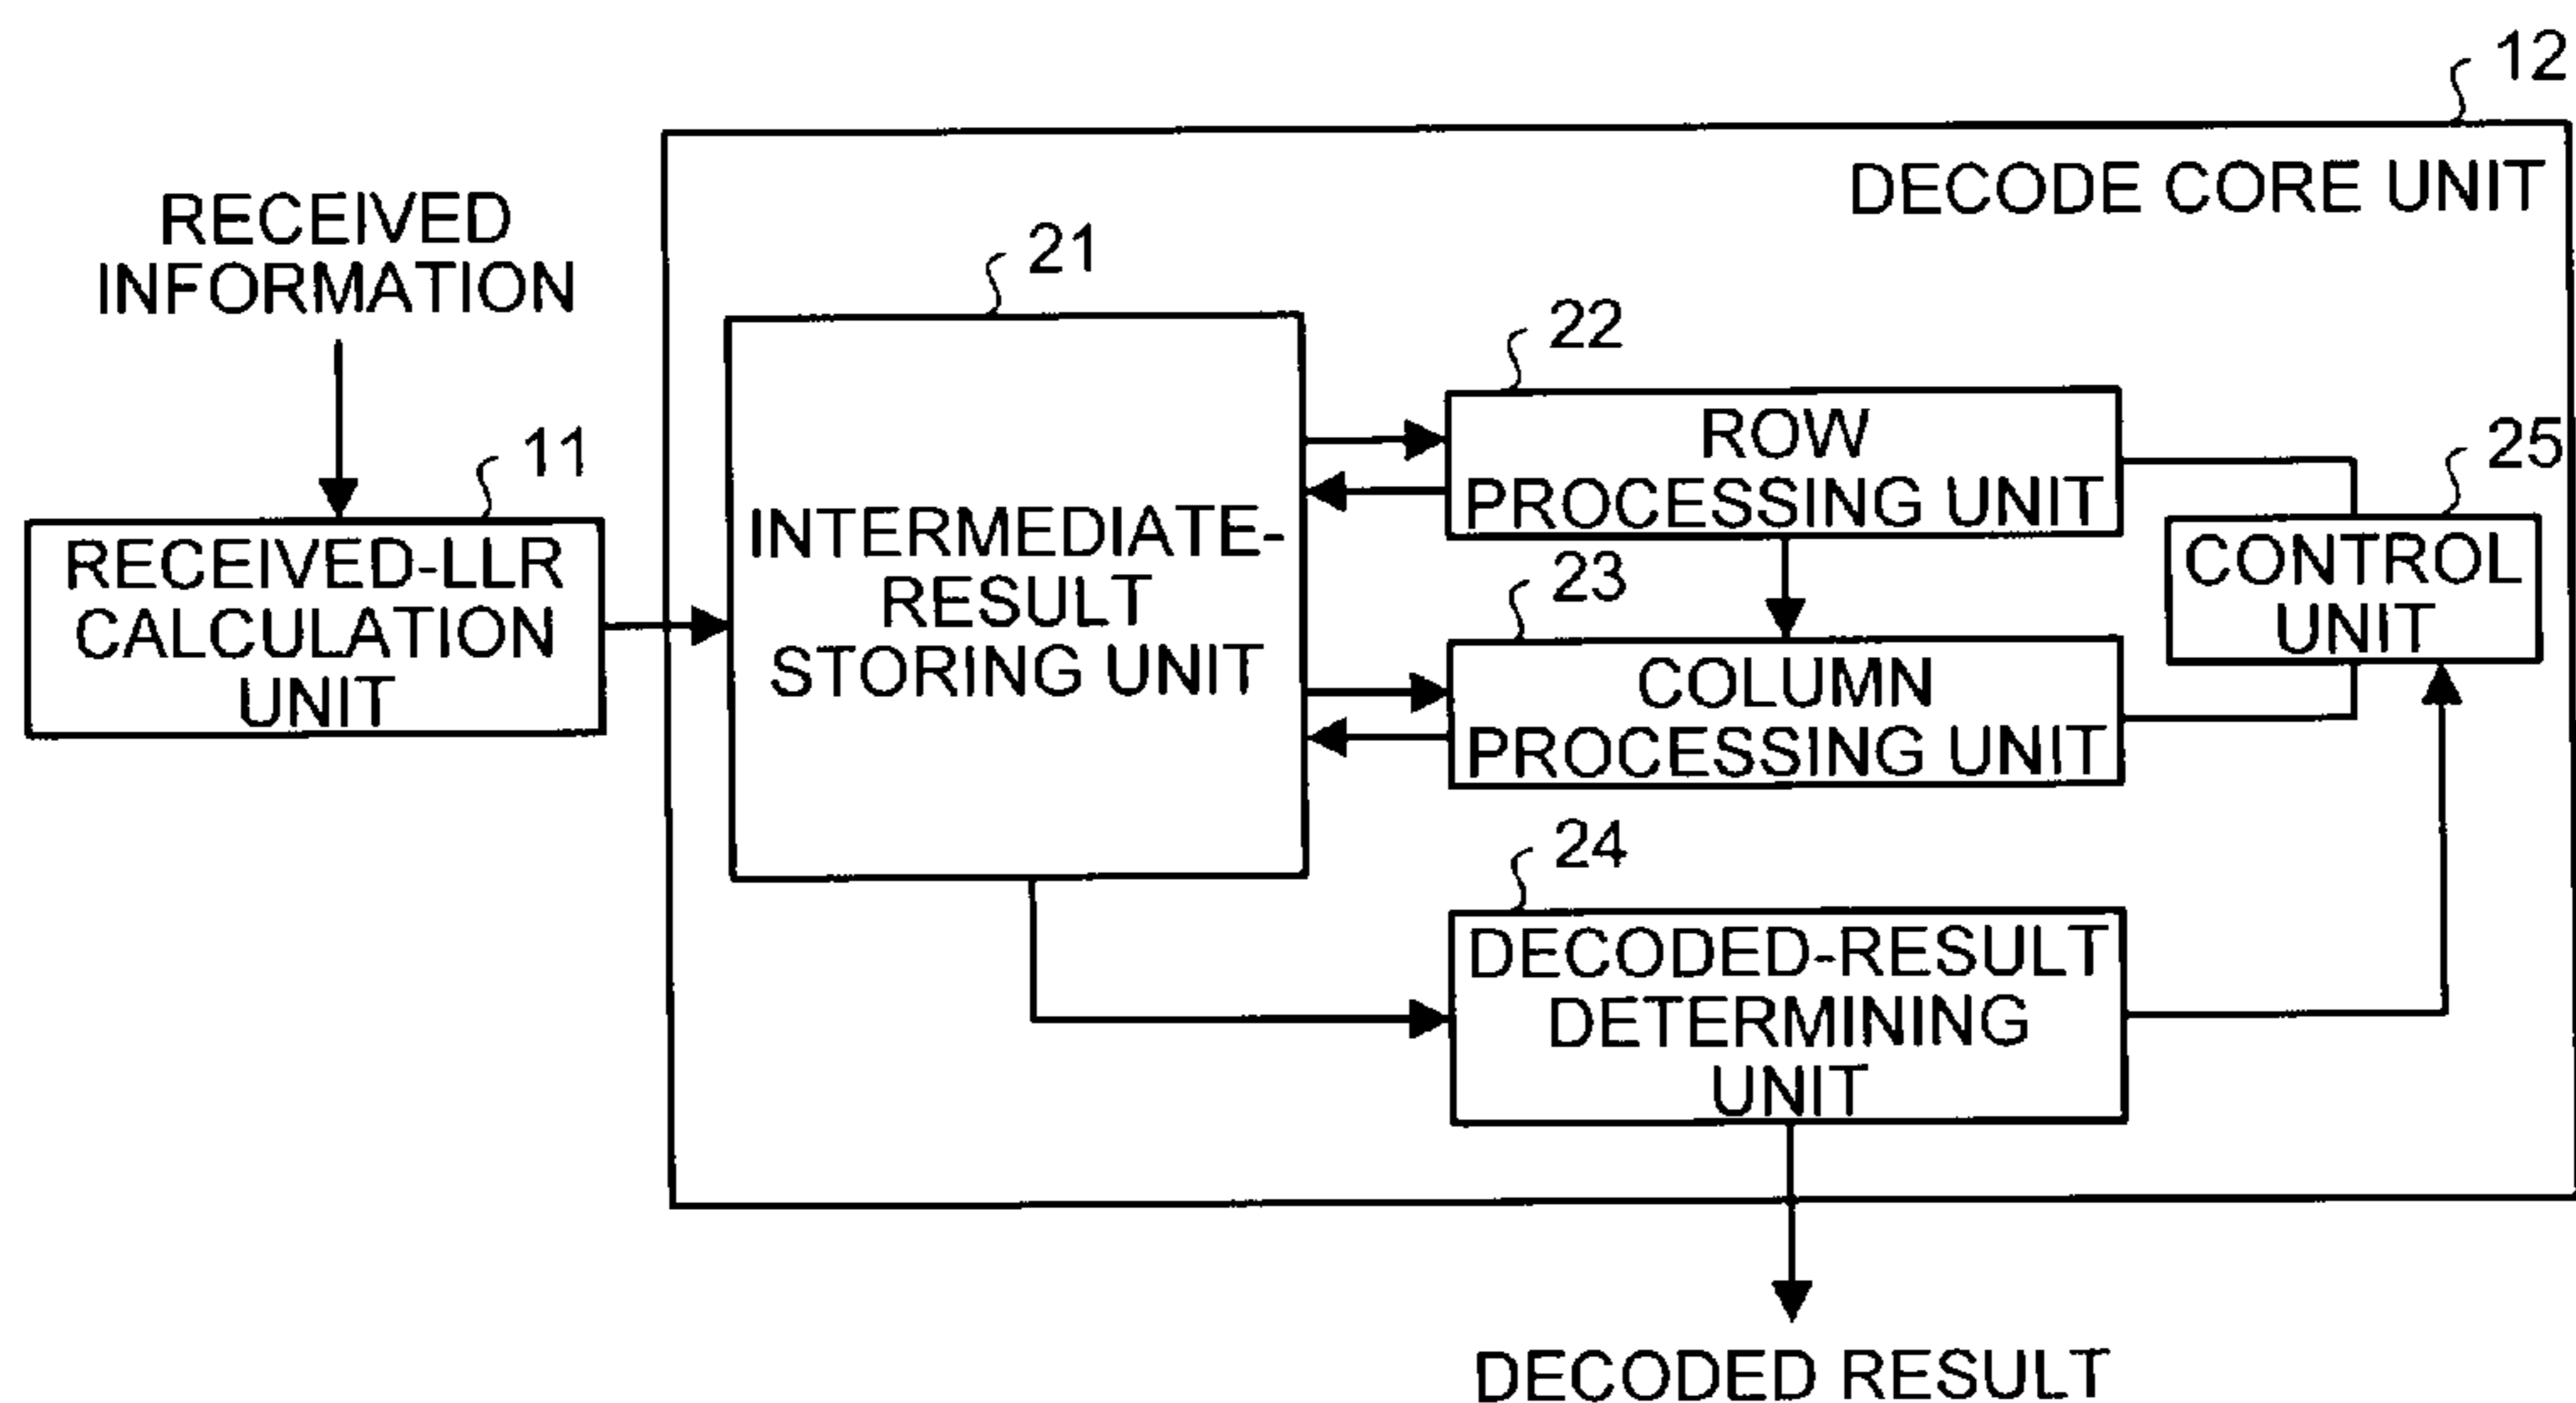 12
DECODE CORE UNIT
RECEIVED
INFORMATION
11
RECEIVED-LLR
CALCULATION
UNIT
21
INTERMEDIATE-
RESULT
STORING UNIT
22
ROW
PROCESSING UNIT
23
COLUMN
PROCESSING UNIT
25
CONTROL
UNIT
24
DECODED-RESULT
DETERMINING
UNIT
DECODED RESULT